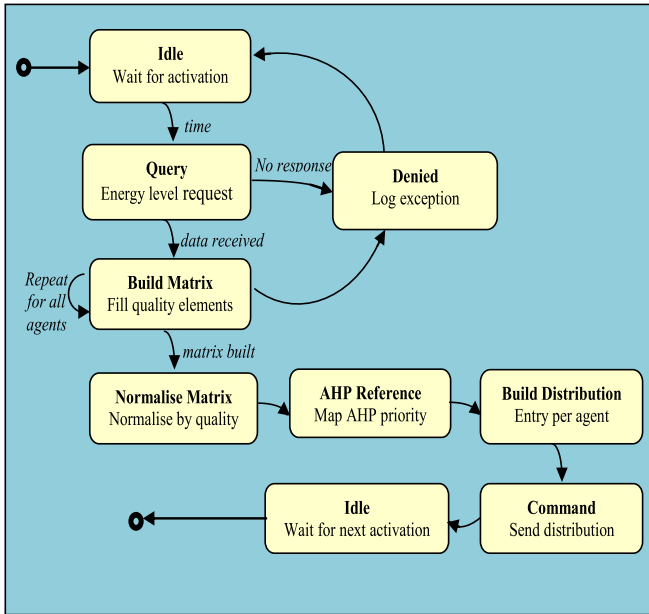 Idle
Wait for activation
time
Query
Energy level request
No response
Denied
Log exception
data received
Repeat
for all
agents
Build Matrix
Fill quality elements
matrix built
Normalise Matrix
Normalise by quality
AHP Reference
Map AHP priority
Build Distribution
Entry per agent
Idle
Wait for next activation
Command
Send distribution